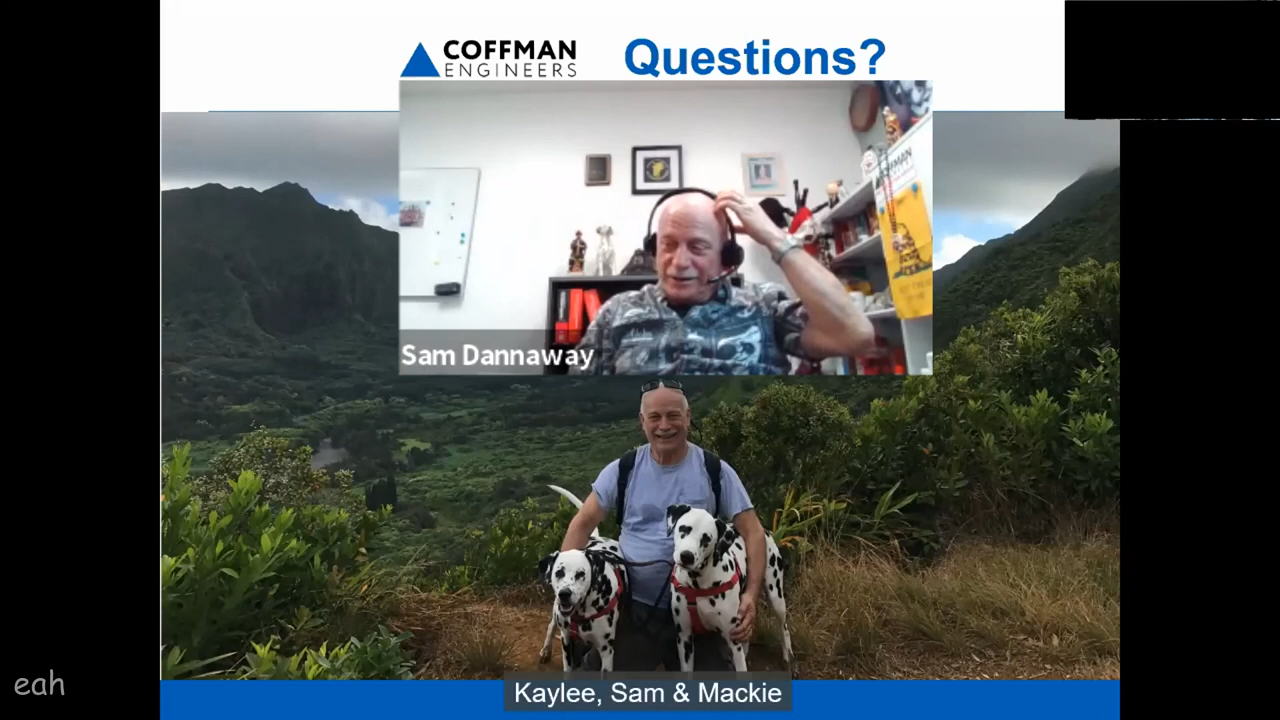 COFFMAN
ENGINEERS
Questions?
Sam Dannaway
Kaylee, Sam & Mackie
eah